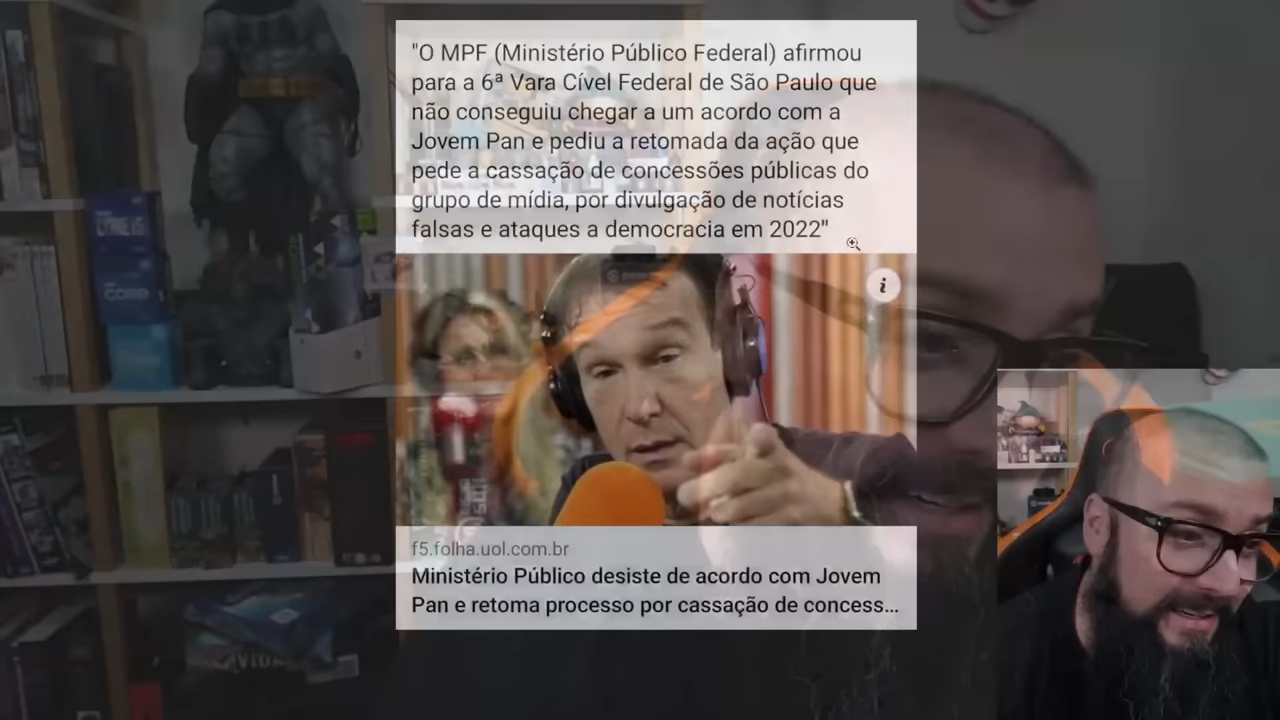 "O MPF (Ministério Público Federal) afirmou
para a 6ª Vara Cível Federal de São Paulo que
não conseguiu chegar a um acordo com a
Jovem Pan e pediu a retomada da ação que
pede a cassação de concessões públicas do
grupo de mídia, por divulgação de notícias
falsas e ataques a democracia em 2022"
i
f5.folha.uol.com.br
Ministério Público desiste de acordo com Jovem
Pan e retoma processo por cassação de concess...
CORE